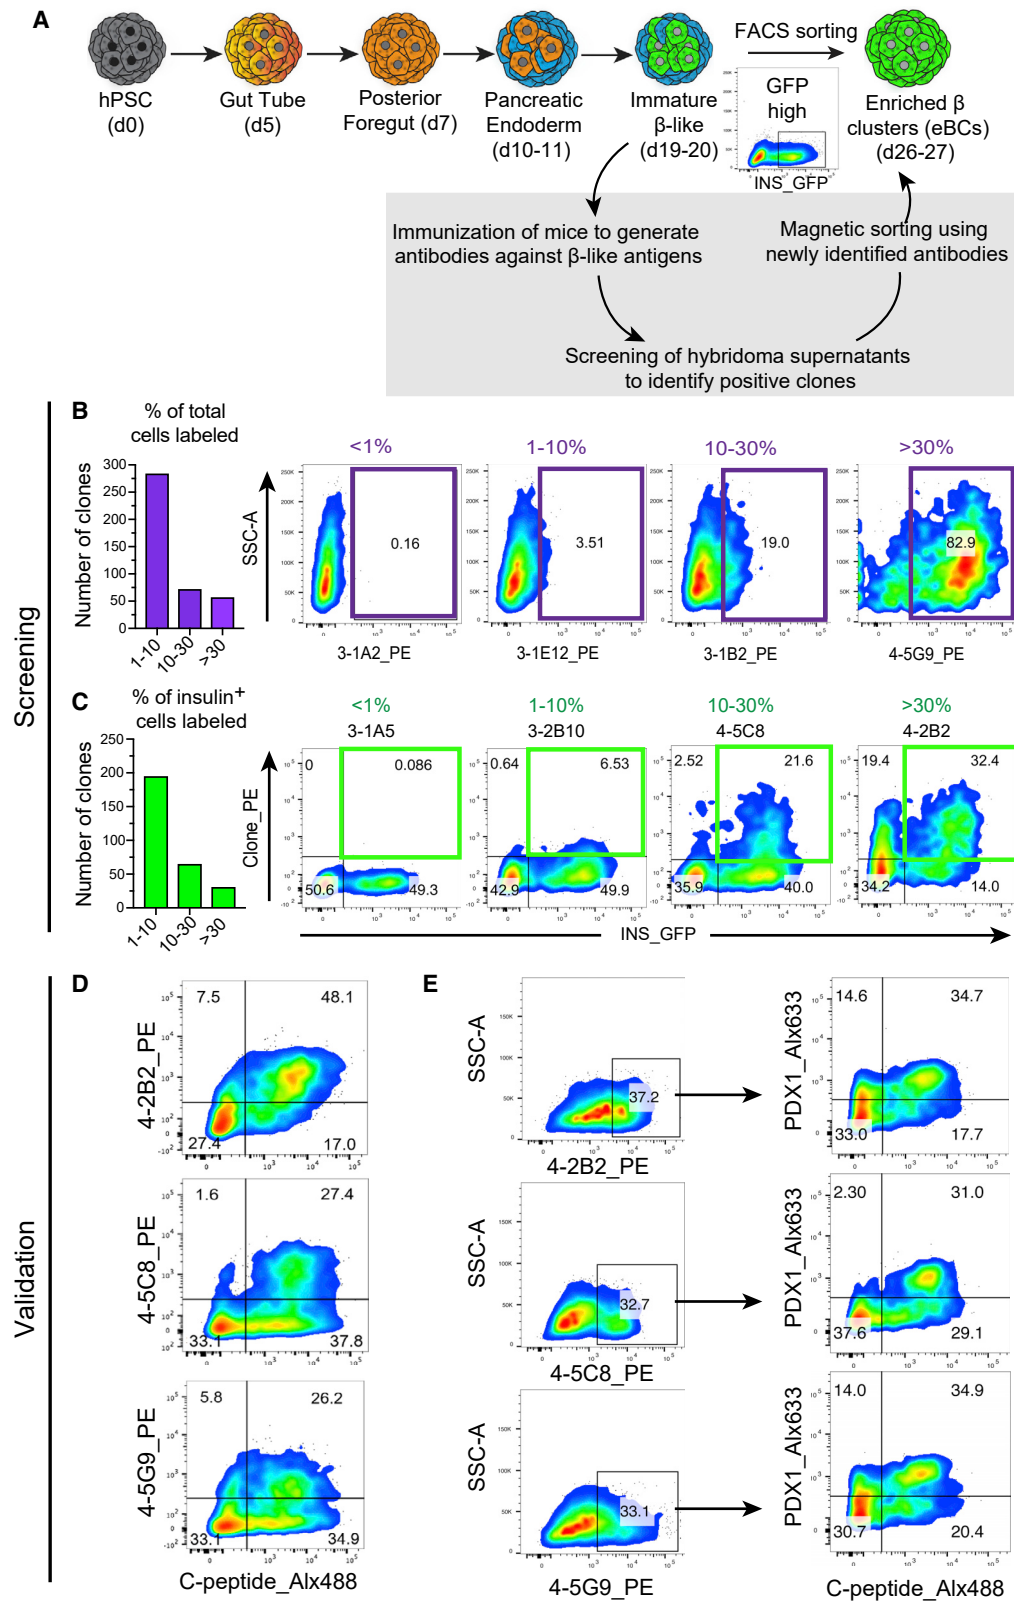 A
hPSC
(d0)
Gut Tube
(d5)
Posterior
Foregut (d7)
Pancreatic
Endoderm
(d10-11)
Immature
β-like
(d19-20)
FACS sorting
GFP
high
INS_GFP
Enriched β
clusters (eBCs)
(d26-27)
Immunization of mice to generate
antibodies against β-like antigens
Magnetic sorting using
newly identified antibodies
Screening of hybridoma supernatants
to identify positive clones
Screening
B
% of total
cells labeled
Number of clones
300
250
200
150
100
50
0
1-10
10-30
>30
SSC-A
<1%
1-10%
10-30%
>30%
0.16
3.51
19.0
82.9
3-1A2_PE
3-1E12_PE
3-1B2_PE
4-5G9_PE
C
% of insulin+
cells labeled
Number of clones
250
200
150
100
50
0
1-10
10-30
>30
Clone_PE
<1%
1-10%
10-30%
>30%
3-1A5
3-2B10
4-5C8
4-2B2
0
0.086
50.6
49.3
0.64
6.53
42.9
49.9
2.52
21.6
35.9
40.0
19.4
32.4
34.2
14.0
INS_GFP
Validation
D
4-2B2_PE
7.5
48.1
27.4
17.0
4-5C8_PE
1.6
27.4
33.1
37.8
4-5G9_PE
5.8
26.2
33.1
34.9
C-peptide_Alx488
E
SSC-A
37.2
4-2B2_PE
PDX1_Alx633
14.6
34.7
33.0
17.7
SSC-A
32.7
4-5C8_PE
PDX1_Alx633
2.30
31.0
37.6
29.1
SSC-A
33.1
4-5G9_PE
PDX1_Alx633
14.0
34.9
30.7
20.4
C-peptide_Alx488